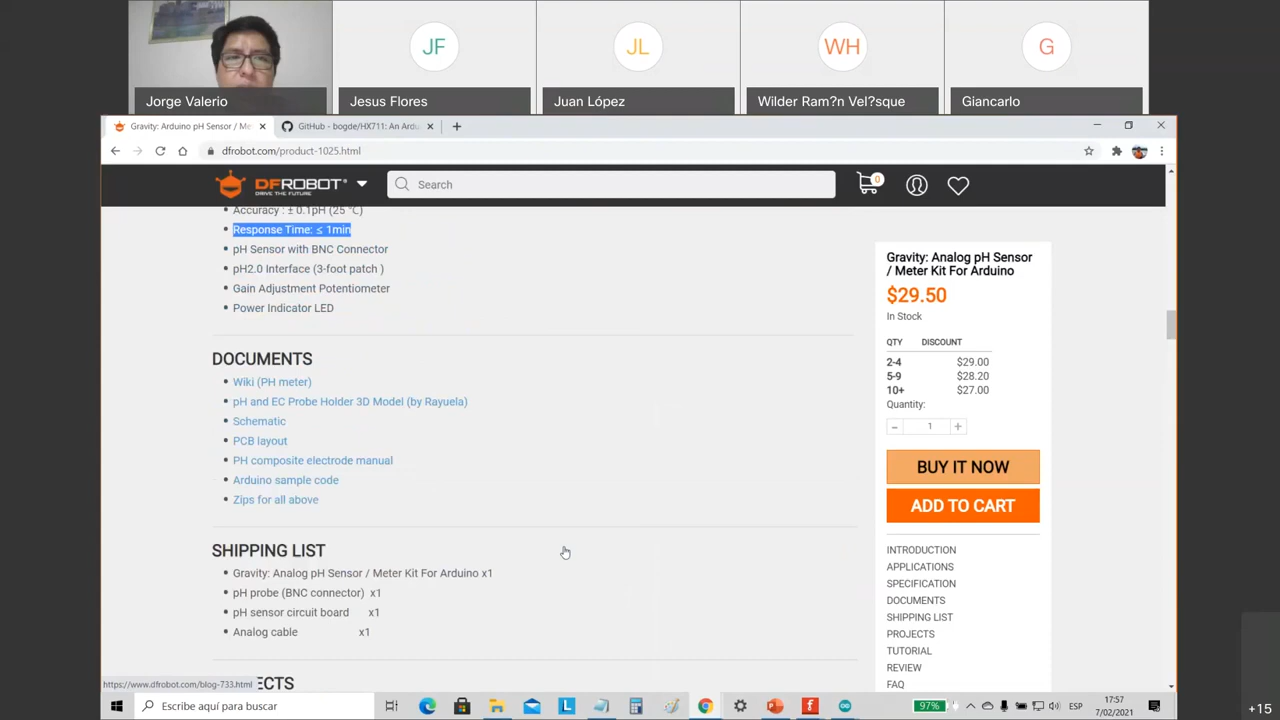 JF
JL
WH
G
Jorge Valerio
Jesus Flores
Juan López
Wilder Ram?n Vel?sque
Giancarlo
Gravity: Arduino pH Sensor / Me
GitHub - bogde/HX711: An Ardu
dfrobot.com/product-1025.html
DFROBOT
DRIVE THE FUTURE
Search
0
Accuracy : ± 0.1pH (25 ℃)
Response Time: ≤ 1min
pH Sensor with BNC Connector
pH2.0 Interface (3-foot patch )
Gain Adjustment Potentiometer
Power Indicator LED
DOCUMENTS
Wiki (PH meter)
pH and EC Probe Holder 3D Model (by Rayuela)
Schematic
PCB layout
PH composite electrode manual
Arduino sample code
Zips for all above
SHIPPING LIST
Gravity: Analog pH Sensor / Meter Kit For Arduino x1
pH probe (BNC connector) x1
pH sensor circuit board x1
Analog cable x1
ECTS
Gravity: Analog pH Sensor
/ Meter Kit For Arduino
$29.50
In Stock
QTY DISCOUNT
2-4 $29.00
5-9 $28.20
10+ $27.00
Quantity:
- 1 +
BUY IT NOW
ADD TO CART
INTRODUCTION
APPLICATIONS
SPECIFICATION
DOCUMENTS
SHIPPING LIST
PROJECTS
TUTORIAL
REVIEW
FAQ
https://www.dfrobot.com/blog-733.html
Escribe aquí para buscar
97%
ESP
17:57
7/02/2021
+15